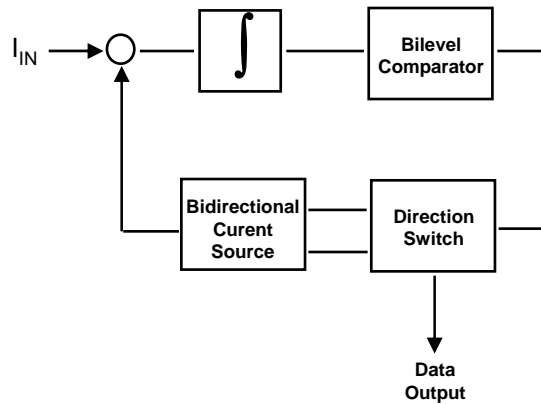 I_IN
∫
Bilevel
Comparator
Bidirectional
Curent
Source
Direction
Switch
Data
Output